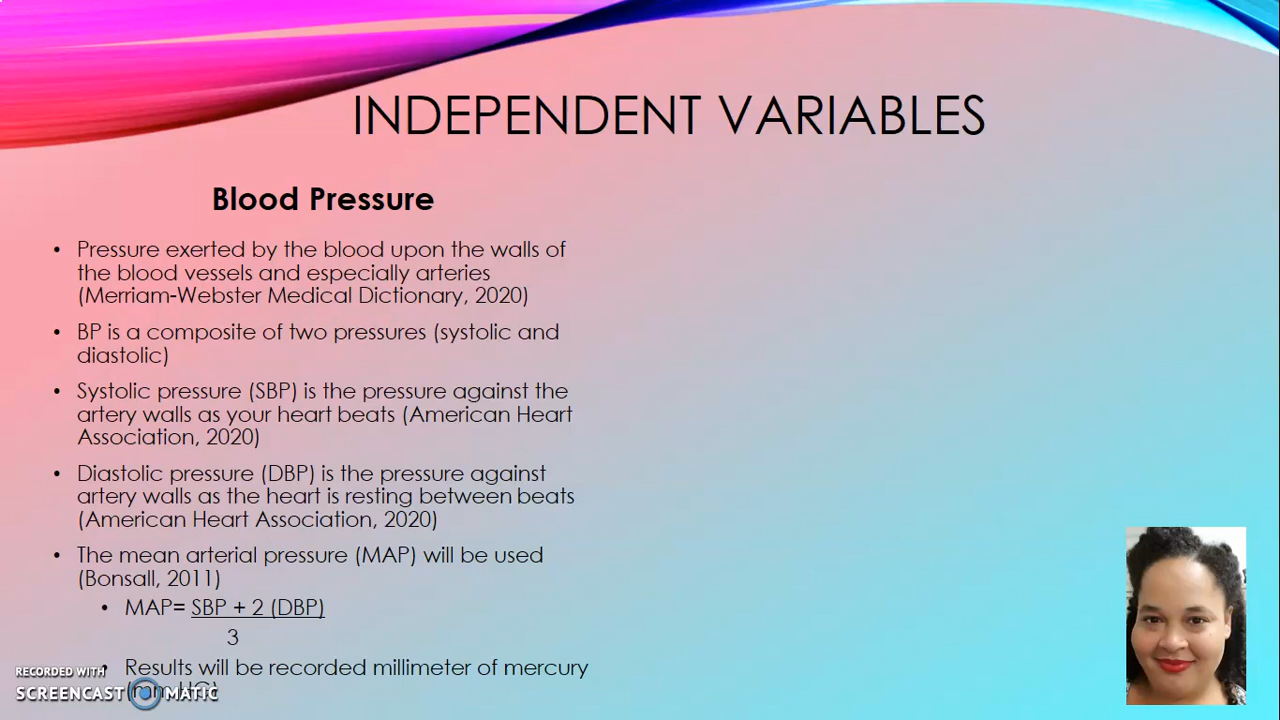 INDEPENDENT VARIABLES
Blood Pressure
• Pressure exerted by the blood upon the walls of
the blood vessels and especially arteries
(Merriam-Webster Medical Dictionary, 2020)
• BP is a composite of two pressures (systolic and
diastolic)
• Systolic pressure (SBP) is the pressure against the
artery walls as your heart beats (American Heart
Association, 2020)
• Diastolic pressure (DBP) is the pressure against
artery walls as the heart is resting between beats
(American Heart Association, 2020)
• The mean arterial pressure (MAP) will be used
(Bonsall, 2011)
• MAP= SBP + 2 (DBP)
3
• Results will be recorded millimeter of mercury
RECORDED WITH
SCREENCAST MATIC